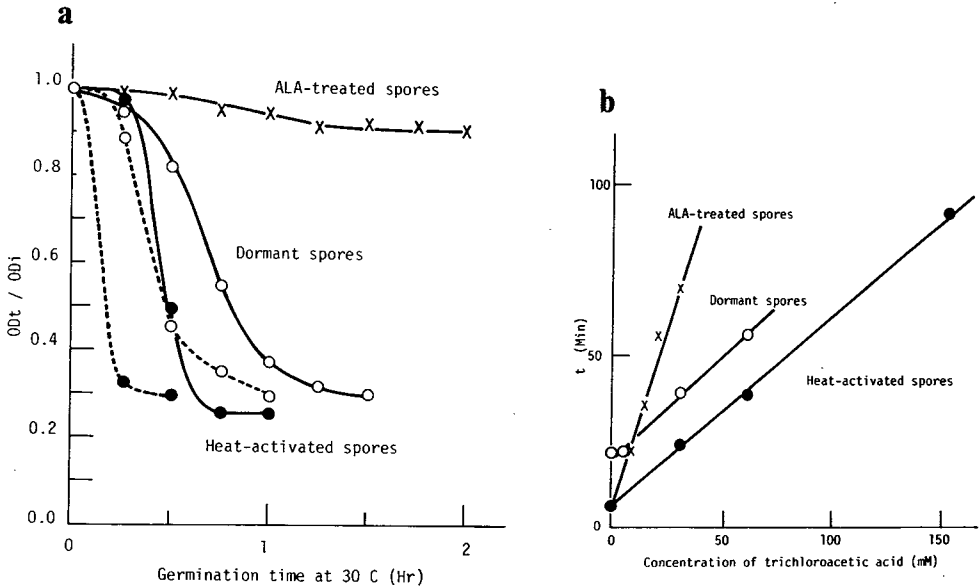 a
1.0
0.8
0.6
0.4
0.2
0.0
ODt / ODi
ALA-treated spores
Dormant spores
Heat-activated spores
0
1
2
Germination time at 30 C (Hr)
b
100
50
0
t (Min)
ALA-treated spores
Dormant spores
Heat-activated spores
0
50
100
150
Concentration of trichloroacetic acid (mM)